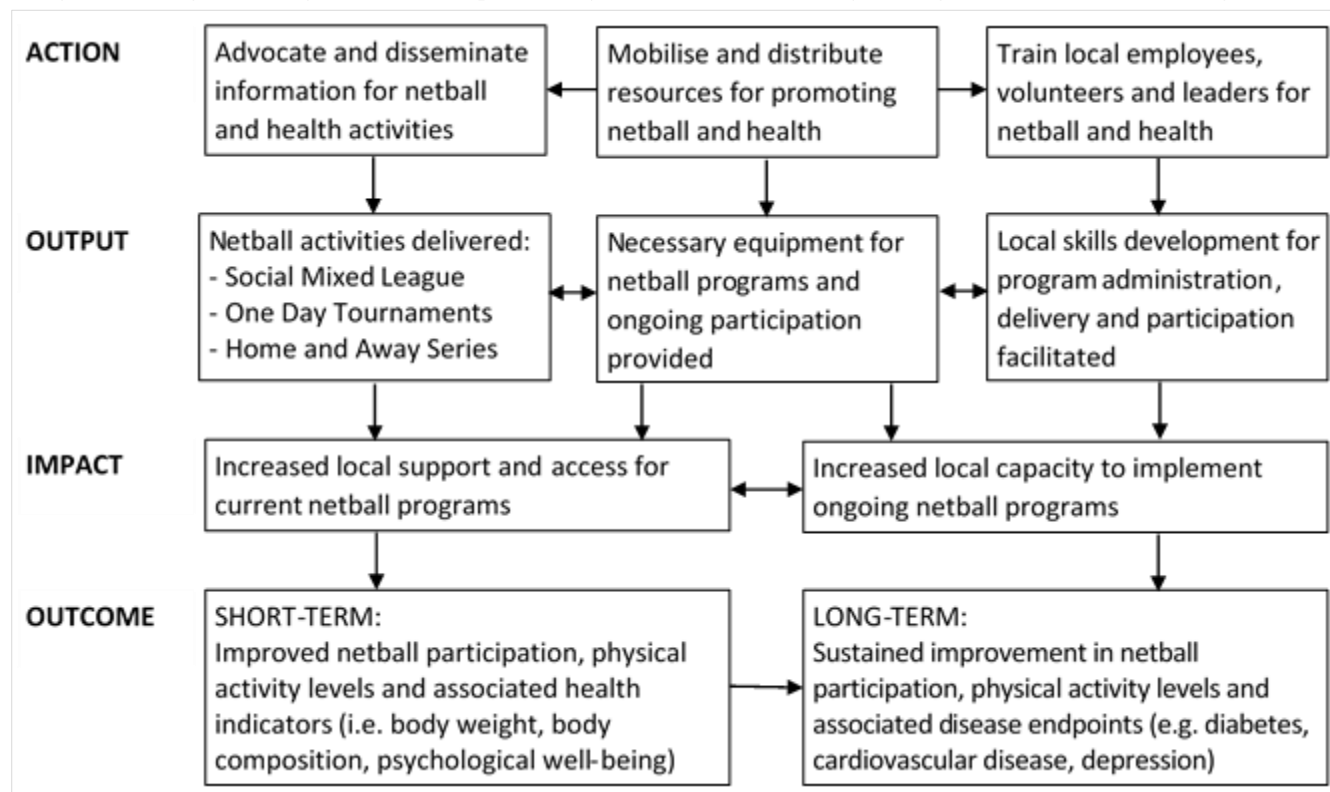 ACTION
Advocate and disseminate
information for netball
and health activities
Mobilise and distribute
resources for promoting
netball and health
Train local employees,
volunteers and leaders for
netball and health
OUTPUT
Netball activities delivered:
- Social Mixed League
- One Day Tournaments
- Home and Away Series
Necessary equipment for
netball programs and
ongoing participation
provided
Local skills development for
program administration,
delivery and participation
facilitated
IMPACT
Increased local support and access for
current netball programs
Increased local capacity to implement
ongoing netball programs
OUTCOME
SHORT-TERM:
Improved netball participation, physical
activity levels and associated health
indicators (i.e. body weight, body
composition, psychological well-being)
LONG-TERM:
Sustained improvement in netball
participation, physical activity levels and
associated disease endpoints (e.g. diabetes,
cardiovascular disease, depression)